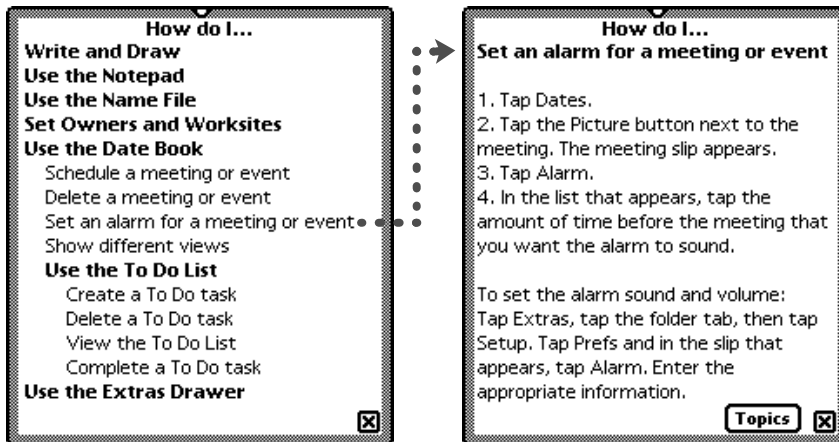 How do I...
Write and Draw
Use the Notepad
Use the Name File
Set Owners and Worksites
Use the Date Book
Schedule a meeting or event
Delete a meeting or event
Set an alarm for a meeting or event
Show different views
Use the To Do List
Create a To Do task
Delete a To Do task
View the To Do List
Complete a To Do task
Use the Extras Drawer
How do I...
Set an alarm for a meeting or event
1. Tap Dates.
2. Tap the Picture button next to the
meeting. The meeting slip appears.
3. Tap Alarm.
4. In the list that appears, tap the
amount of time before the meeting that
you want the alarm to sound.
To set the alarm sound and volume:
Tap Extras, tap the folder tab, then tap
Setup. Tap Prefs and in the slip that
appears, tap Alarm. Enter the
appropriate information.
Topics